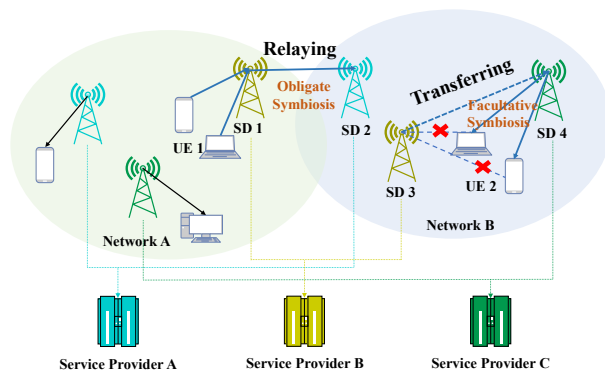 Relaying
Obligate
Symbiosis
Transferring
Facultative
Symbiosis
UE 1
SD 1
SD 2
SD 4
UE 2
SD 3
Network A
Network B
Service Provider A
Service Provider B
Service Provider C